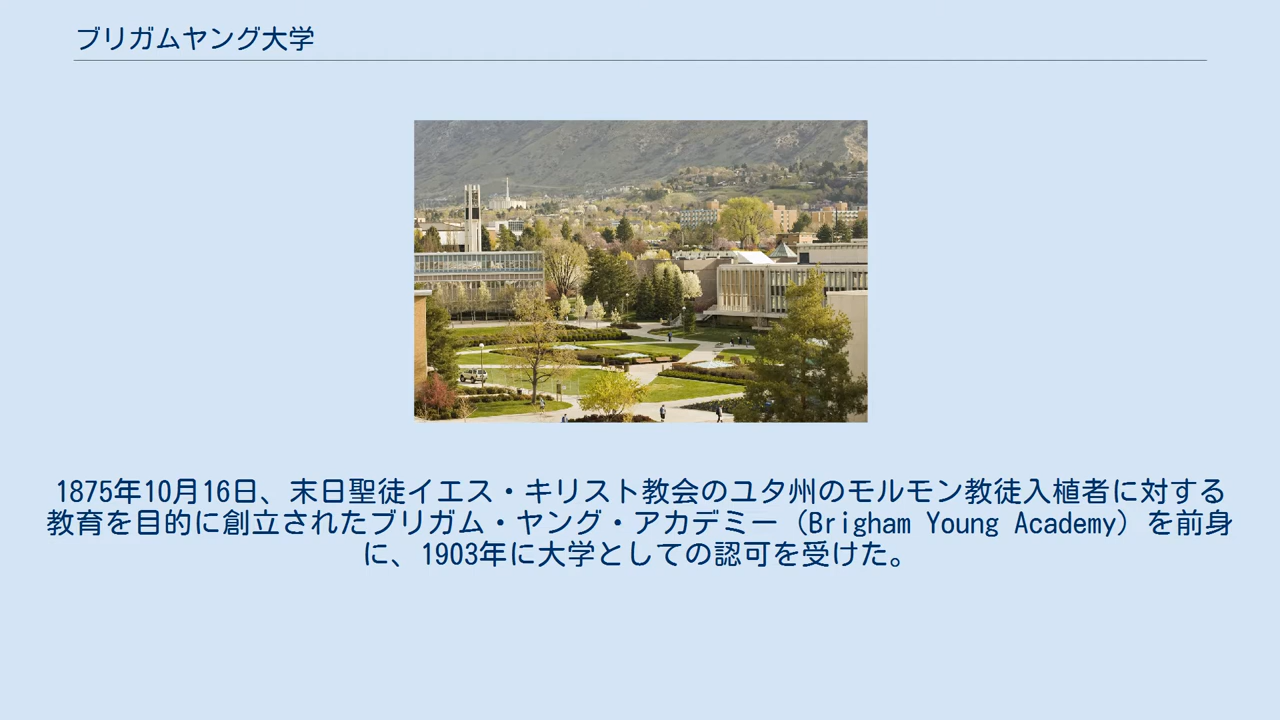 ブリガムヤング大学
1875年10月16日、末日聖徒イエス・キリスト教会のユタ州のモルモン教徒入植者に対する
教育を目的に創立されたブリガム・ヤング・アカデミー（Brigham Young Academy）を前身
に、1903年に大学としての認可を受けた。